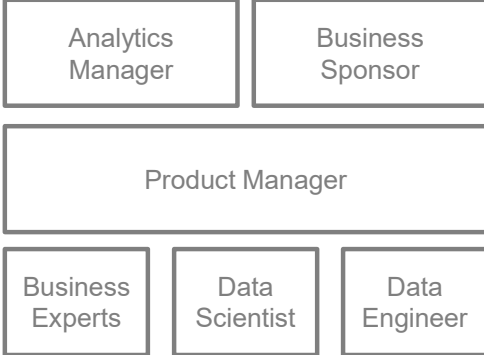 Analytics
Manager
Business
Sponsor
Product Manager
Business
Experts
Data
Scientist
Data
Engineer